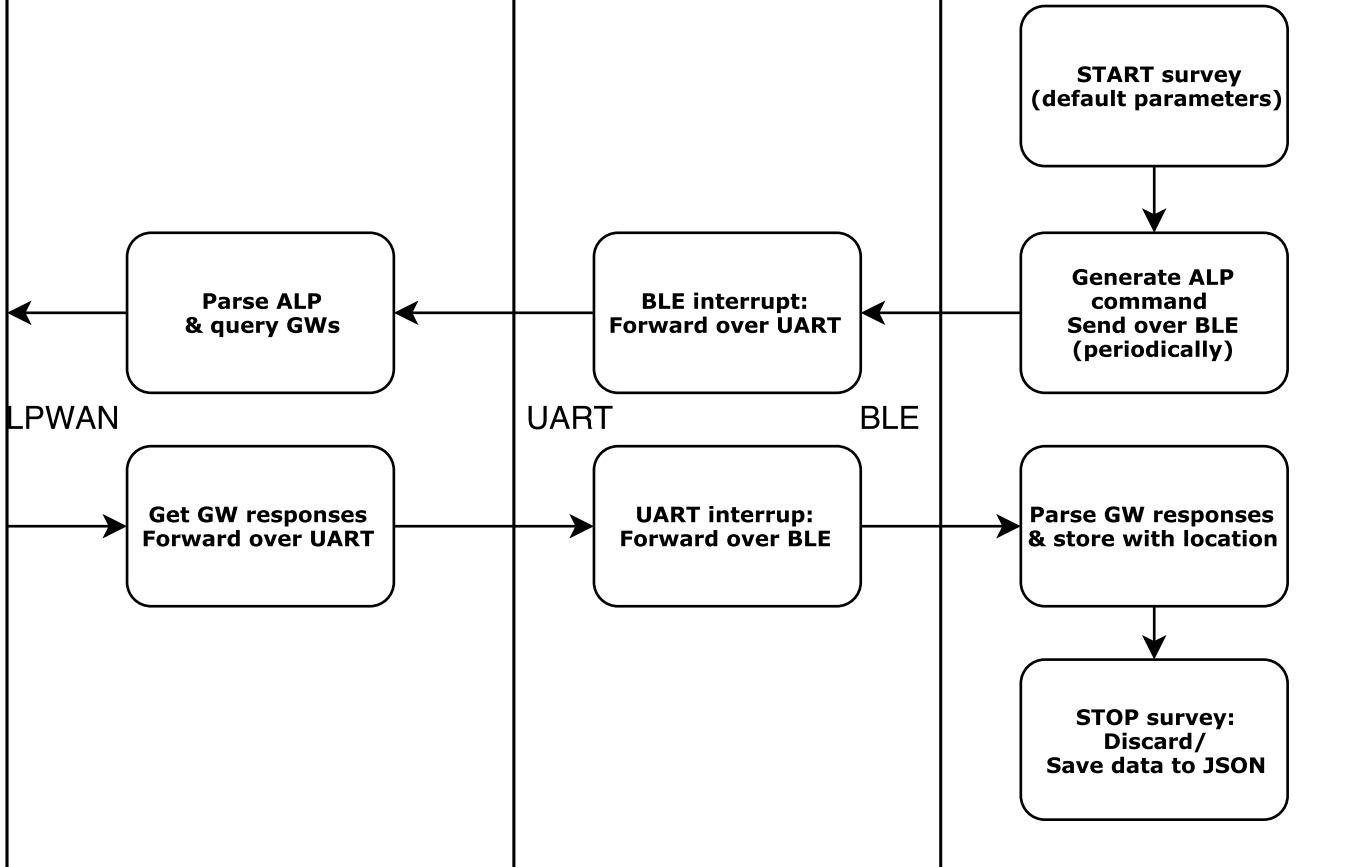 START survey
(default parameters)
Parse ALP
& query GWs
BLE interrupt:
Forward over UART
Generate ALP
command
Send over BLE
(periodically)
LPWAN
UART
BLE
Get GW responses
Forward over UART
UART interrup:
Forward over BLE
Parse GW responses
& store with location
STOP survey:
Discard/
Save data to JSON